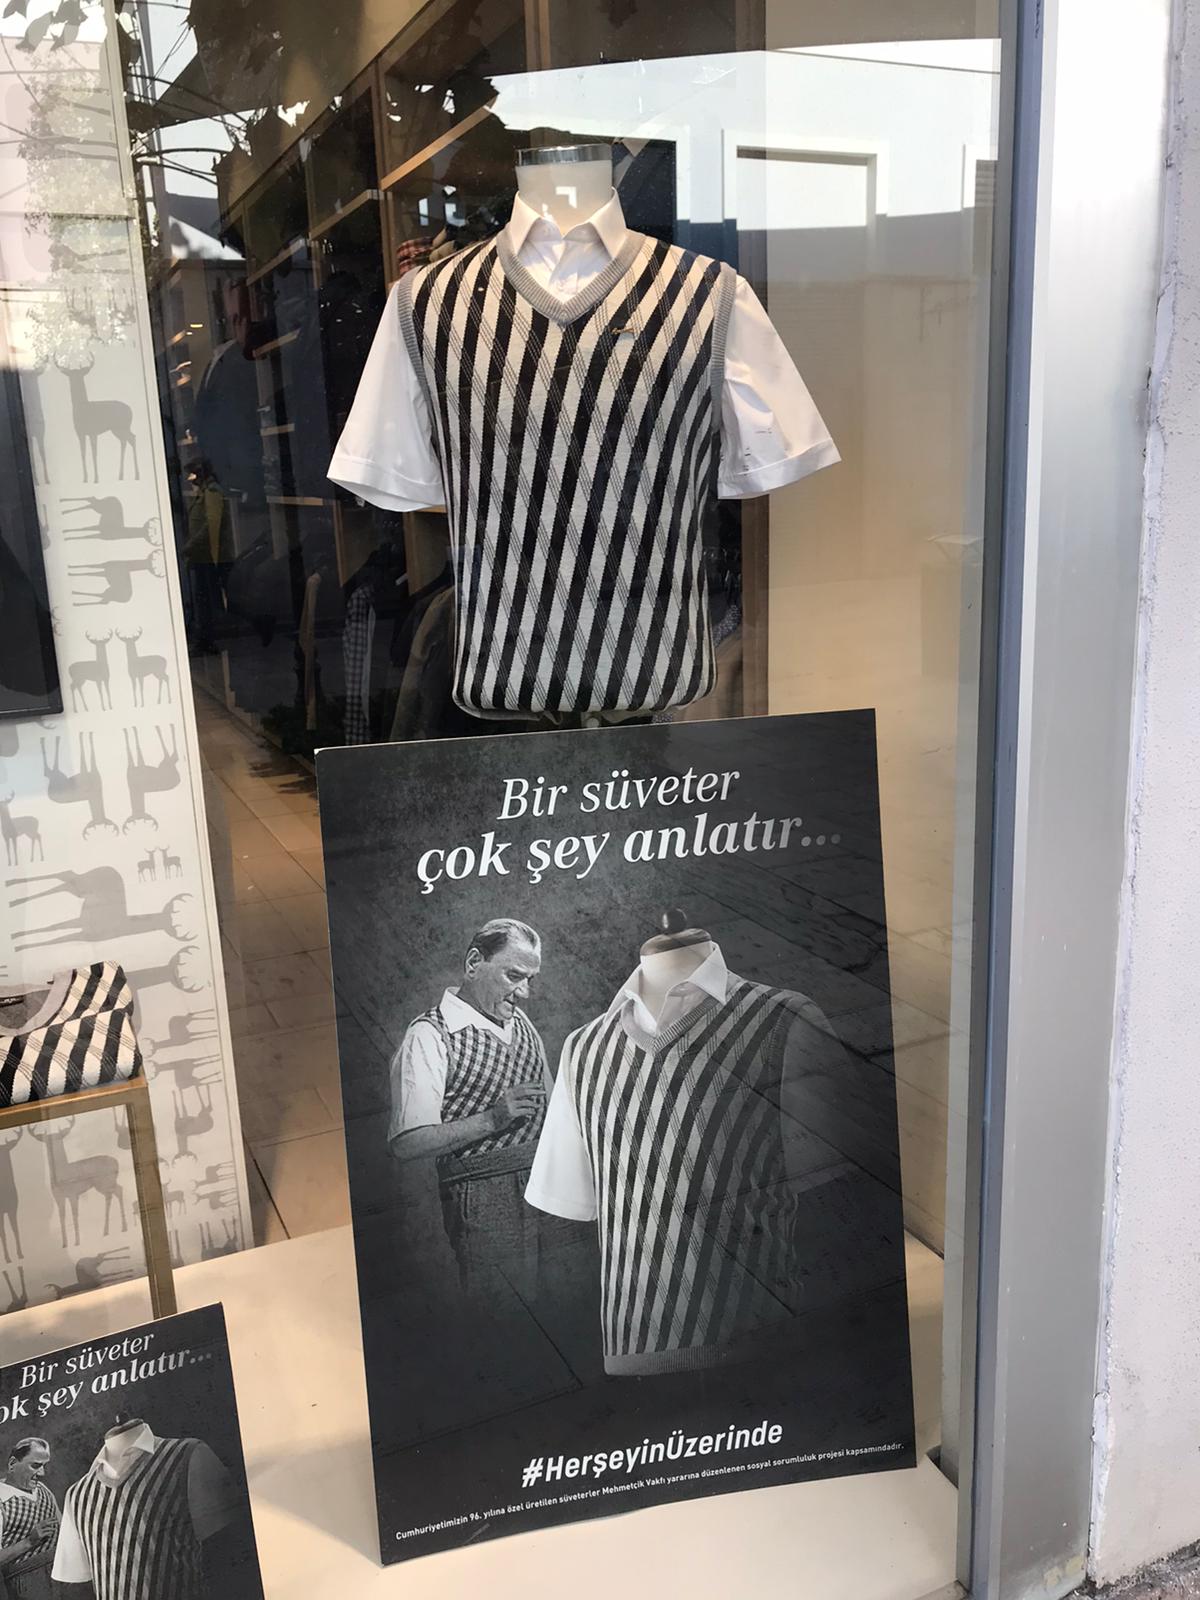 Bir süveter
çok şey anlatır...
#HerşeyinÜzerinde
Cumhuriyetimizin 96. yılına özel üretilen süveterler Mehmetçik Vakfı yararına düzenlenen sosyal sorumluluk projesi kapsamındadır.
Bir süveter
ok şey anlatır...